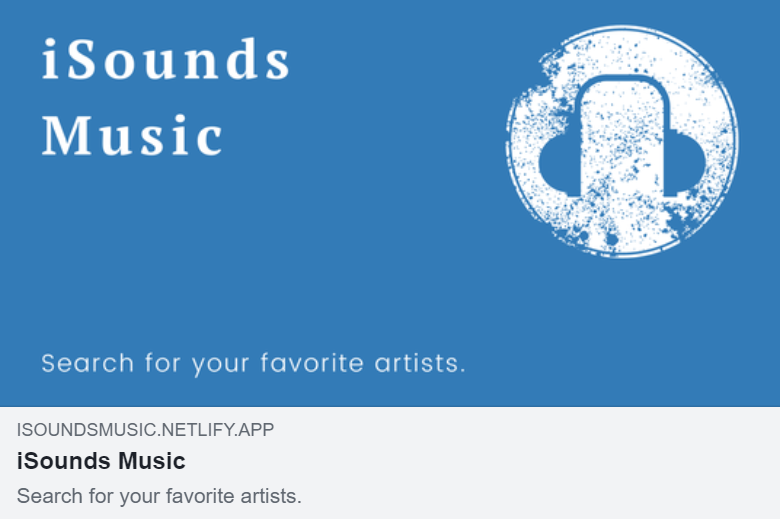 iSounds
Music
Search for your favorite artists.
ISOUNDSMUSIC.NETLIFY.APP
iSounds Music
Search for your favorite artists.